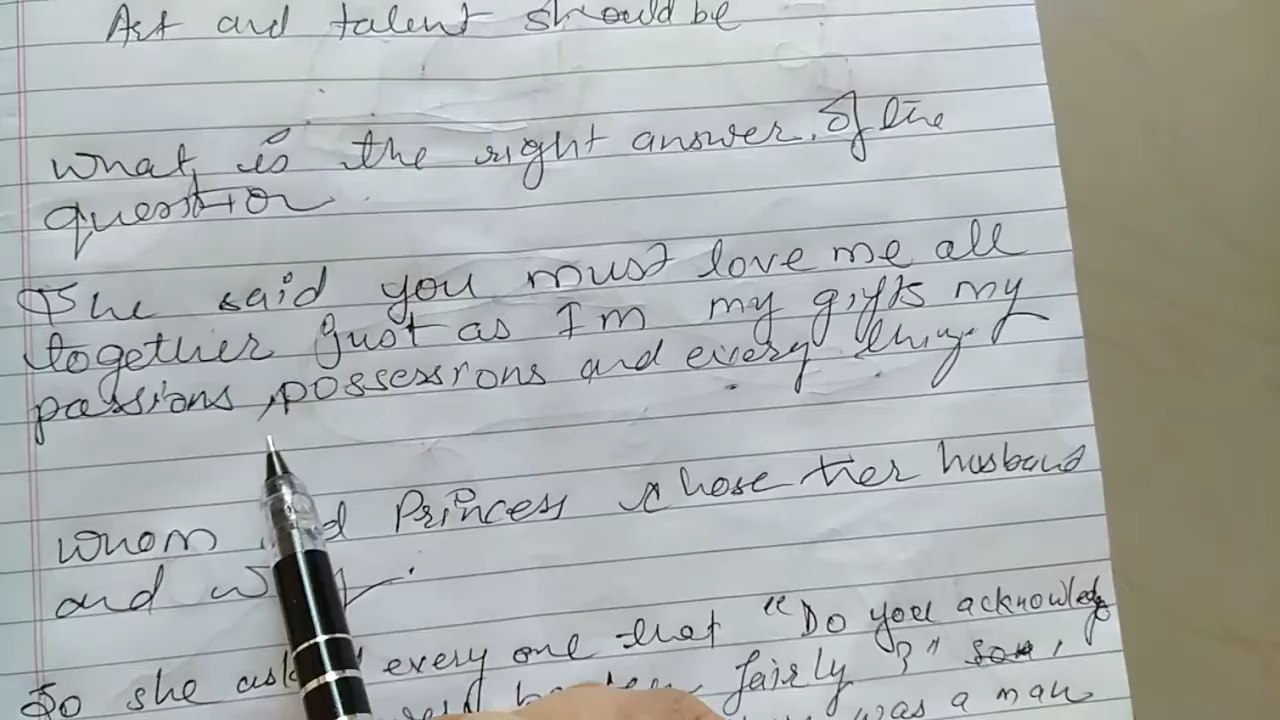 Art and talent should be
what is the right answer. of the
question.
The said you must love me all
together Just as I'm my gifts my
passions, possessions and every thing.
whom Princess chose her husband
and
So she every one that "Do you acknowledge
fairly ?"
was a man